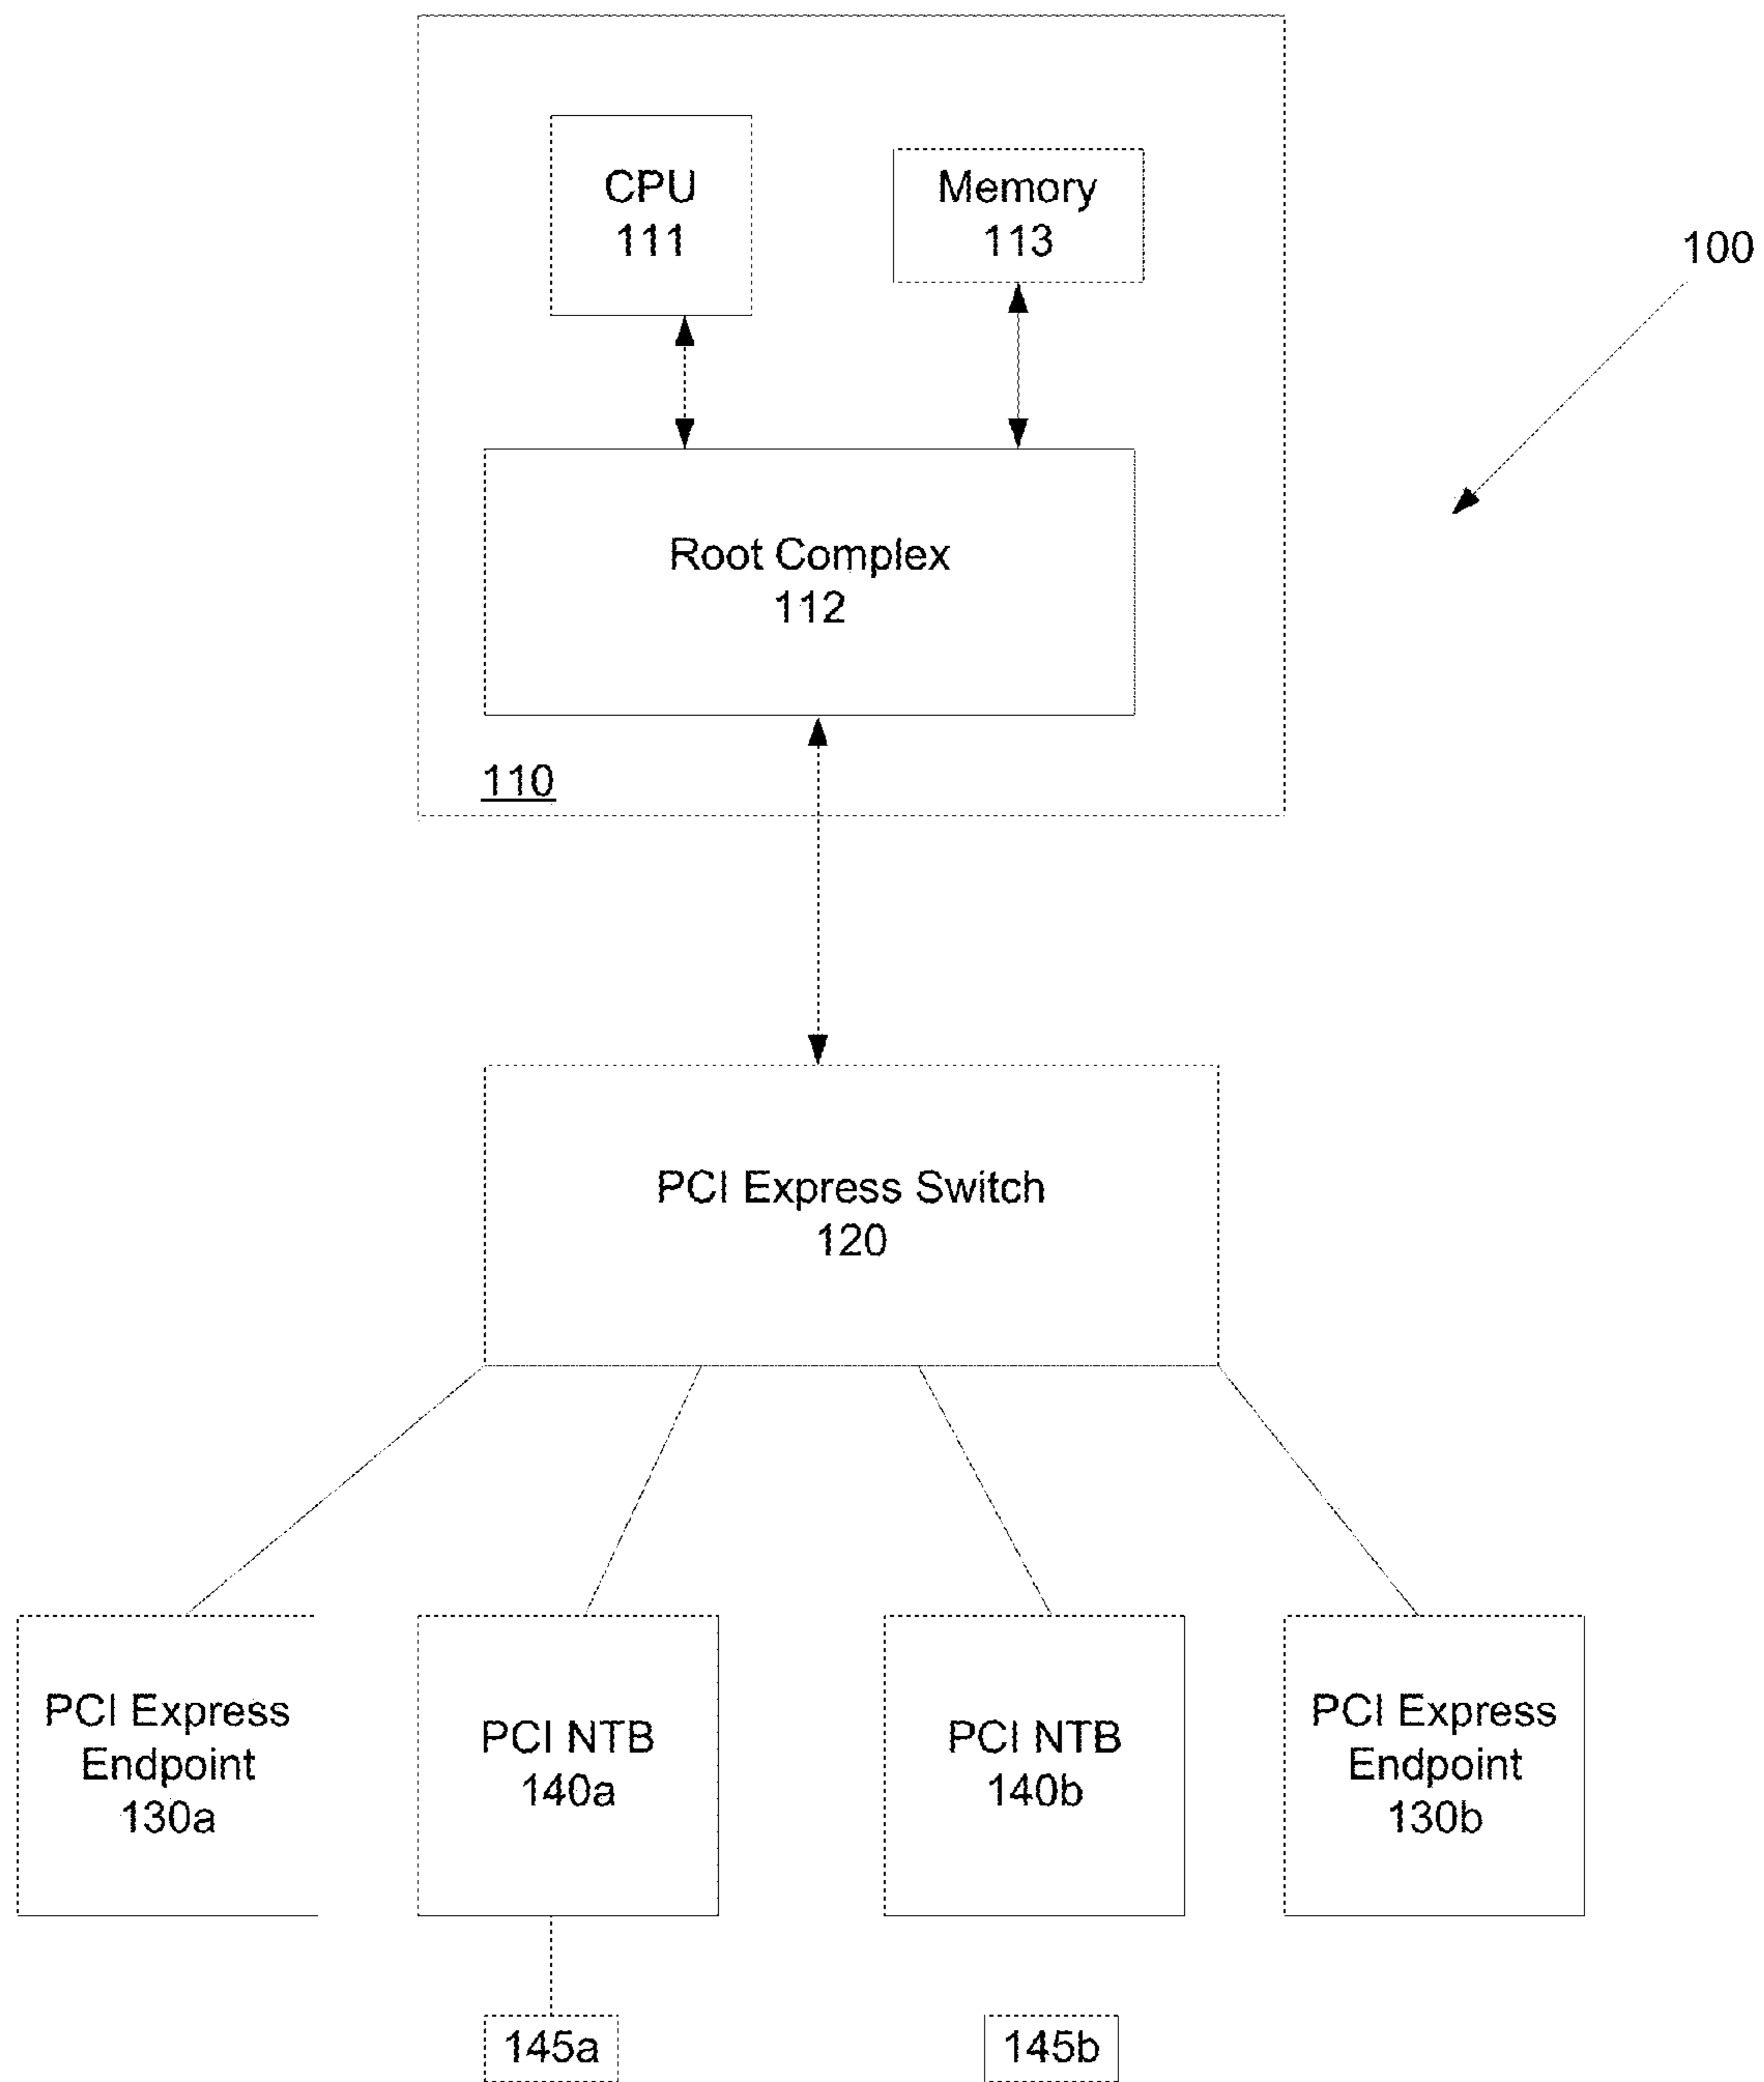 CPU
111
Memory
113
100
Root Complex
112
110
PCI Express Switch
120
PCI Express
Endpoint
130a
PCI NTB
140a
PCI NTB
140b
PCI Express
Endpoint
130b
145a
145b